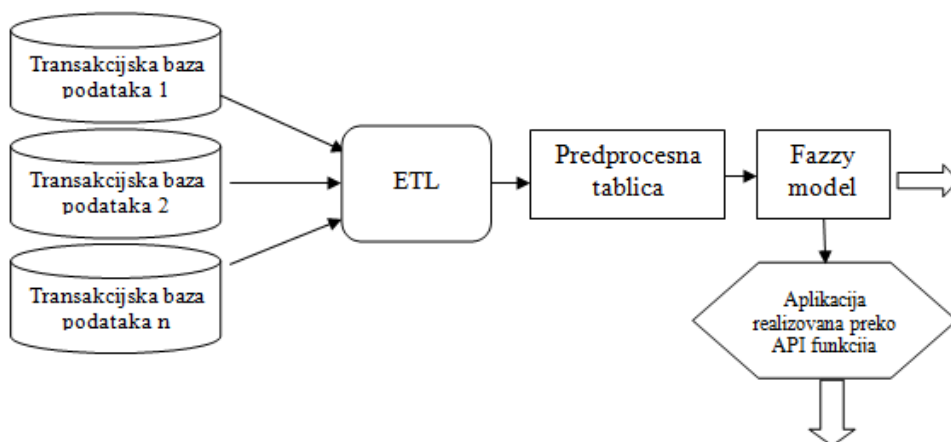 Transakcijska baza
podataka 1
Transakcijska baza
podataka 2
Transakcijska baza
podataka n
ETL
Predprocesna
tablica
Fazzy
model
Aplikacija
realizovana preko
API funkcija